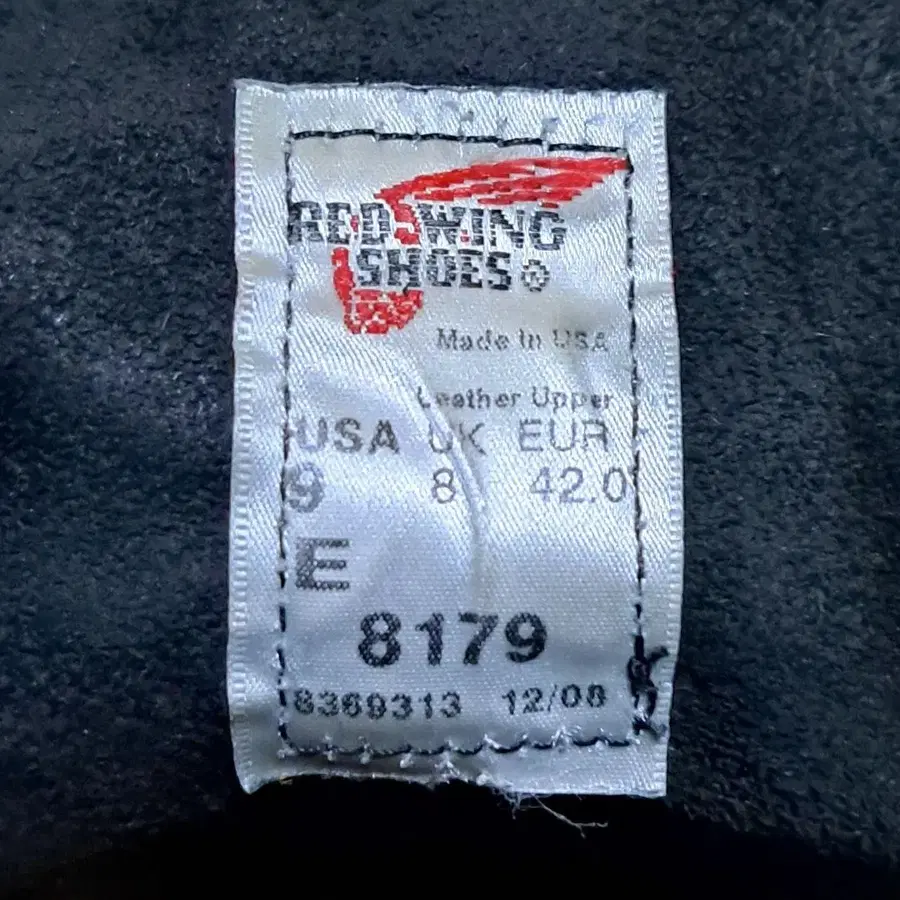 RED WING
SHOES®
Made in USA
Leather Upper
USA UK EUR
9 8 42.0
E
8179
8369313 12/08